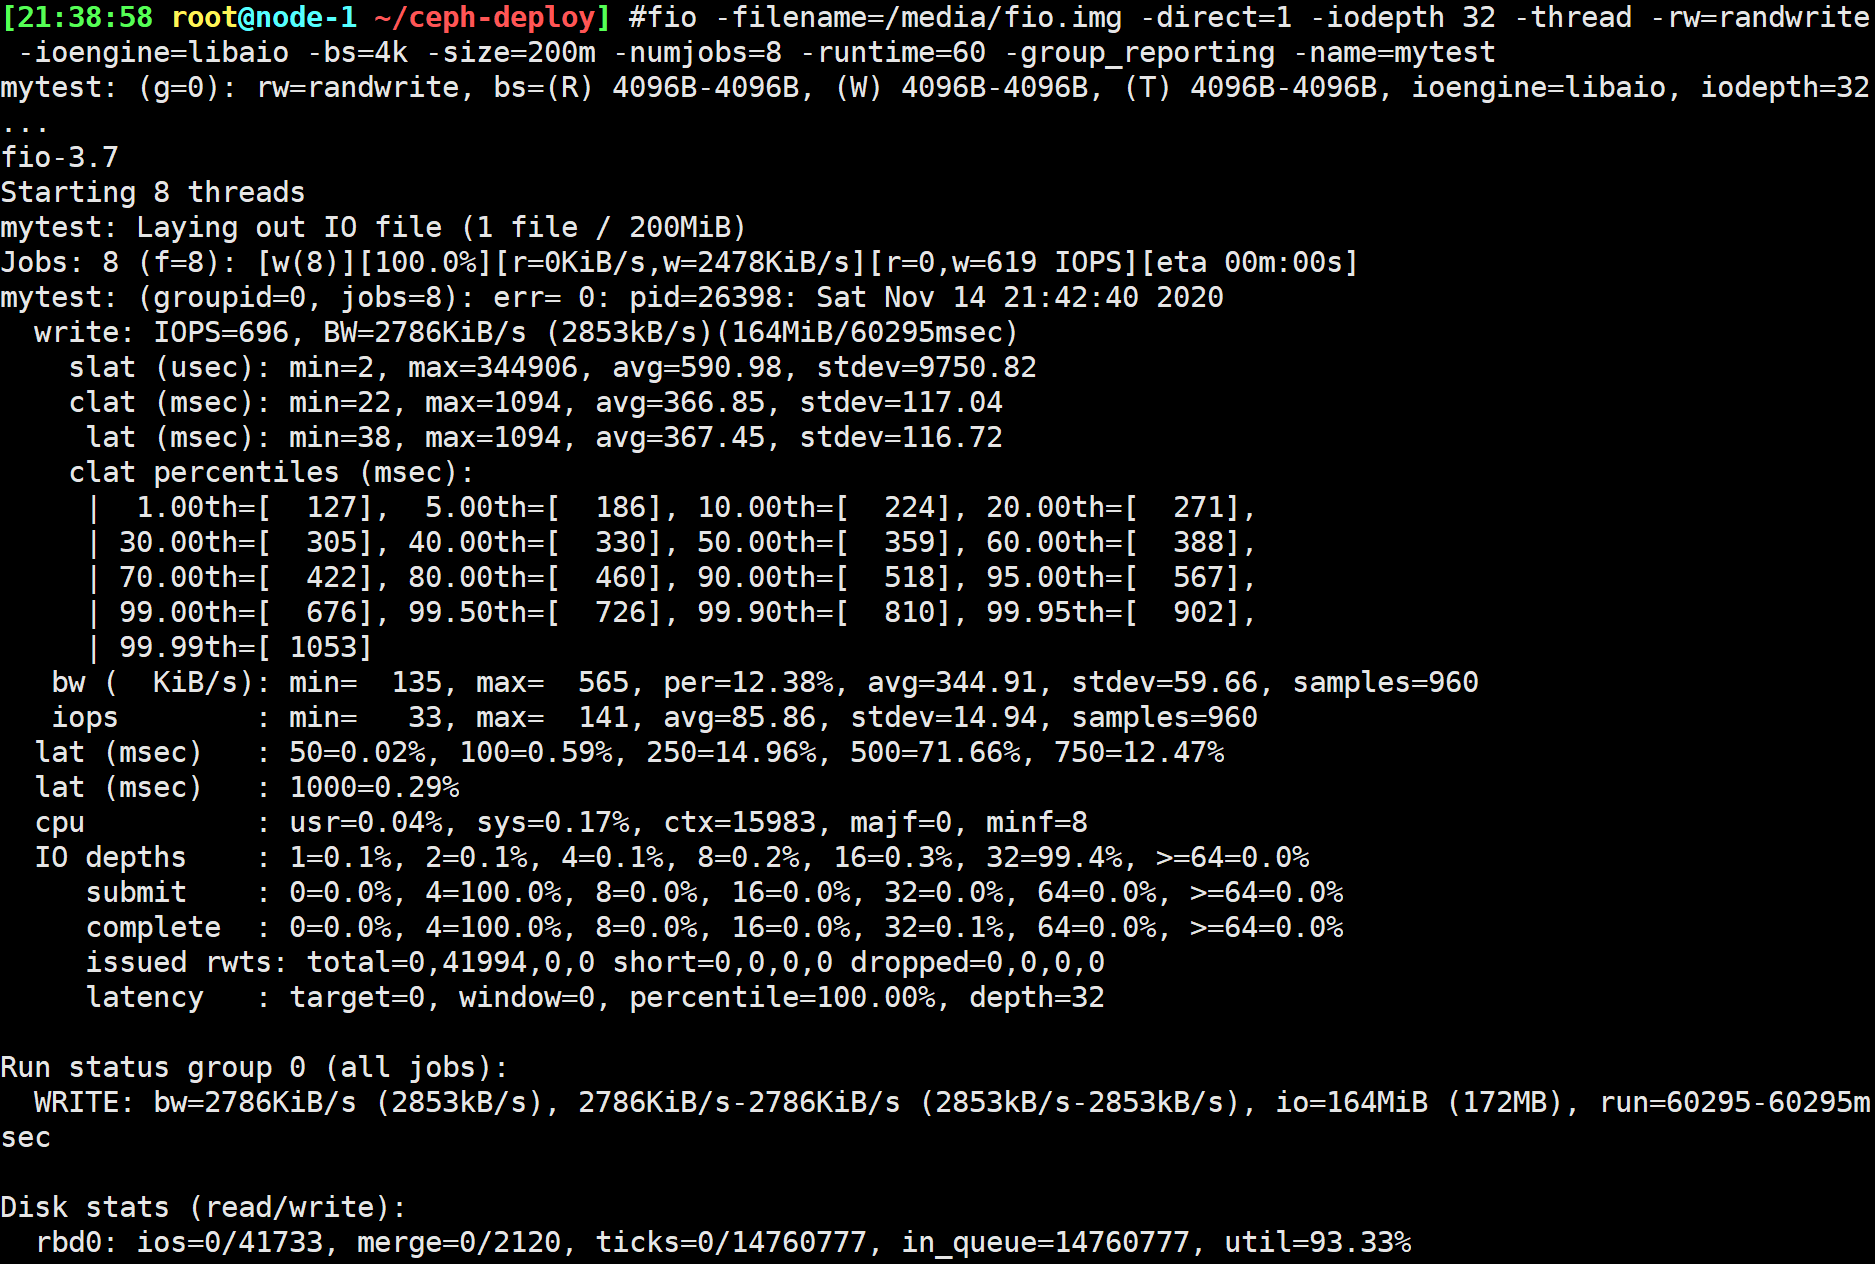 [21:38:58 root@node-1 ~/ceph-deploy] #fio -filename=/media/fio.img -direct=1 -iodepth 32 -thread -rw=randwrite
 -ioengine=libaio -bs=4k -size=200m -numjobs=8 -runtime=60 -group_reporting -name=mytest
mytest: (g=0): rw=randwrite, bs=(R) 4096B-4096B, (W) 4096B-4096B, (T) 4096B-4096B, ioengine=libaio, iodepth=32
...
fio-3.7
Starting 8 threads
mytest: Laying out IO file (1 file / 200MiB)
Jobs: 8 (f=8): [w(8)][100.0%][r=0KiB/s,w=2478KiB/s][r=0,w=619 IOPS][eta 00m:00s]
mytest: (groupid=0, jobs=8): err= 0: pid=26398: Sat Nov 14 21:42:40 2020
  write: IOPS=696, BW=2786KiB/s (2853kB/s)(164MiB/60295msec)
    slat (usec): min=2, max=344906, avg=590.98, stdev=9750.82
    clat (msec): min=22, max=1094, avg=366.85, stdev=117.04
     lat (msec): min=38, max=1094, avg=367.45, stdev=116.72
    clat percentiles (msec):
     |  1.00th=[  127],  5.00th=[  186], 10.00th=[  224], 20.00th=[  271],
     | 30.00th=[  305], 40.00th=[  330], 50.00th=[  359], 60.00th=[  388],
     | 70.00th=[  422], 80.00th=[  460], 90.00th=[  518], 95.00th=[  567],
     | 99.00th=[  676], 99.50th=[  726], 99.90th=[  810], 99.95th=[  902],
     | 99.99th=[ 1053]
   bw (  KiB/s): min=  135, max=  565, per=12.38%, avg=344.91, stdev=59.66, samples=960
   iops        : min=   33, max=  141, avg=85.86, stdev=14.94, samples=960
  lat (msec)   : 50=0.02%, 100=0.59%, 250=14.96%, 500=71.66%, 750=12.47%
  lat (msec)   : 1000=0.29%
  cpu          : usr=0.04%, sys=0.17%, ctx=15983, majf=0, minf=8
  IO depths    : 1=0.1%, 2=0.1%, 4=0.1%, 8=0.2%, 16=0.3%, 32=99.4%, >=64=0.0%
     submit    : 0=0.0%, 4=100.0%, 8=0.0%, 16=0.0%, 32=0.0%, 64=0.0%, >=64=0.0%
     complete  : 0=0.0%, 4=100.0%, 8=0.0%, 16=0.0%, 32=0.1%, 64=0.0%, >=64=0.0%
     issued rwts: total=0,41994,0,0 short=0,0,0,0 dropped=0,0,0,0
     latency   : target=0, window=0, percentile=100.00%, depth=32

Run status group 0 (all jobs):
  WRITE: bw=2786KiB/s (2853kB/s), 2786KiB/s-2786KiB/s (2853kB/s-2853kB/s), io=164MiB (172MB), run=60295-60295m
sec

Disk stats (read/write):
  rbd0: ios=0/41733, merge=0/2120, ticks=0/14760777, in_queue=14760777, util=93.33%